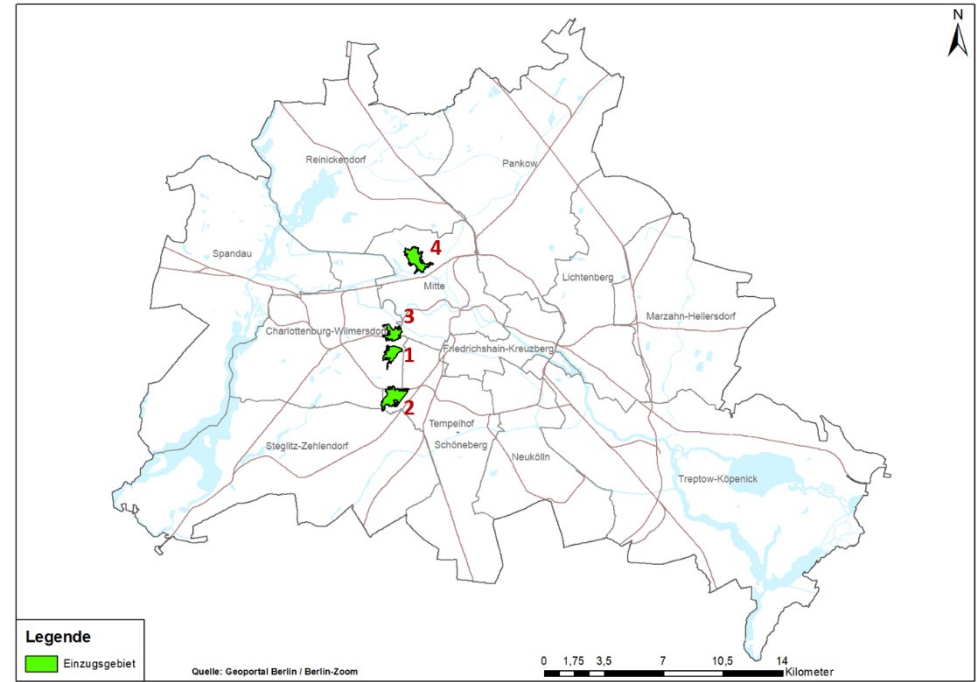 N
Reinickendorf
Pankow
4
Spandau
Mitte
Lichtenberg
3
Marzahn-Hellersdorf
Charlottenburg-Wilmersdorf
1
Friedrichshain-Kreuzberg
2
Tempelhof
-
Schöneberg
Steglitz-Zehlendorf
Neukölln
Treptow-Köpenick
Legende
Einzugsgebiet
Quelle: Geoportal Berlin / Berlin-Zoom
0 1,75 3,5 7 10,5 14
Kilometer